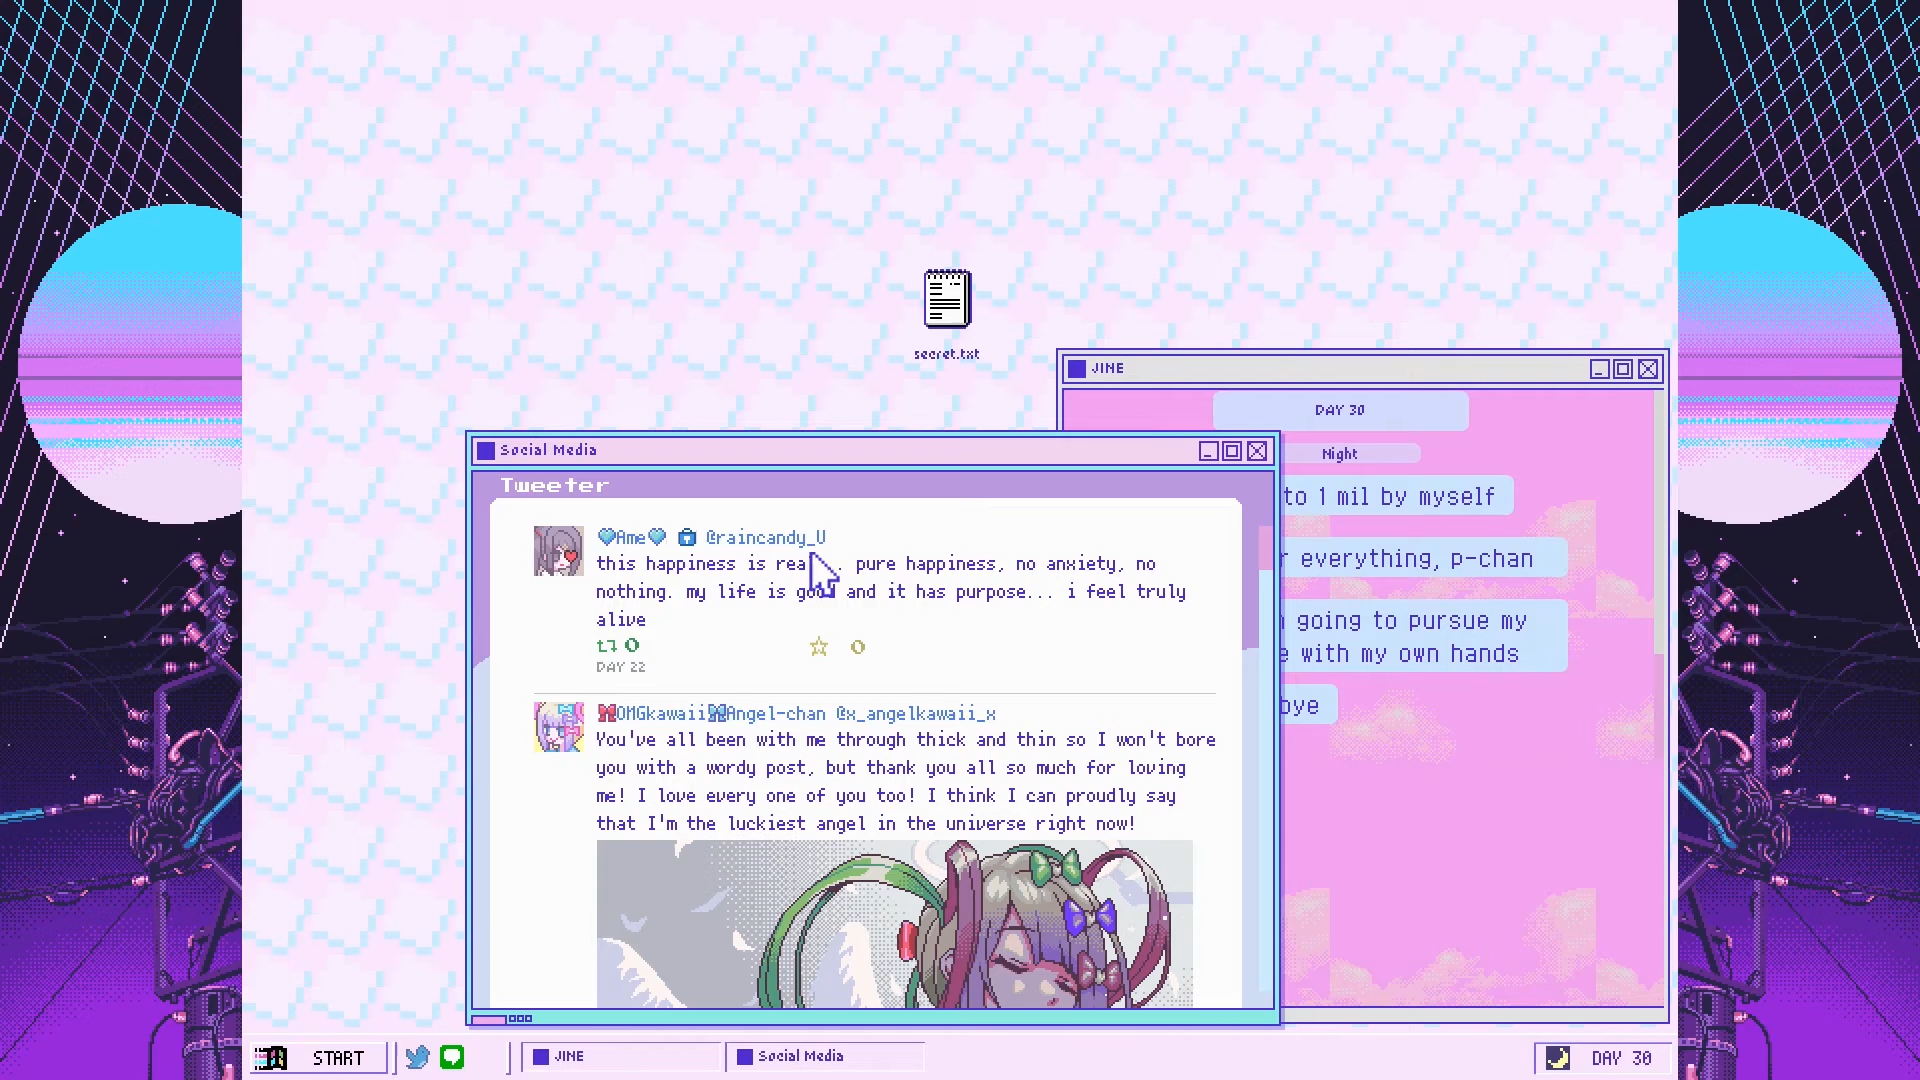 secret.txt
JINE
DAY 30
Night
to 1 mil by myself
everything, p-chan
going to pursue my
with my own hands
bye
Social Media
Tweeter
Ame @raincandy_U
this happiness is pure happiness, no anxiety, no
nothing. my life is and it has purpose... i feel truly
alive
0 0
DAY 22
OMGkawaii Angel-chan @x_angelkawaii_x
You've all been with me through thick and thin so I won't bore
you with a wordy post, but thank you all so much for loving
me! I love every one of you too! I think I can proudly say
that I'm the luckiest angel in the universe right now!
START
JINE
Social Media
DAY 30